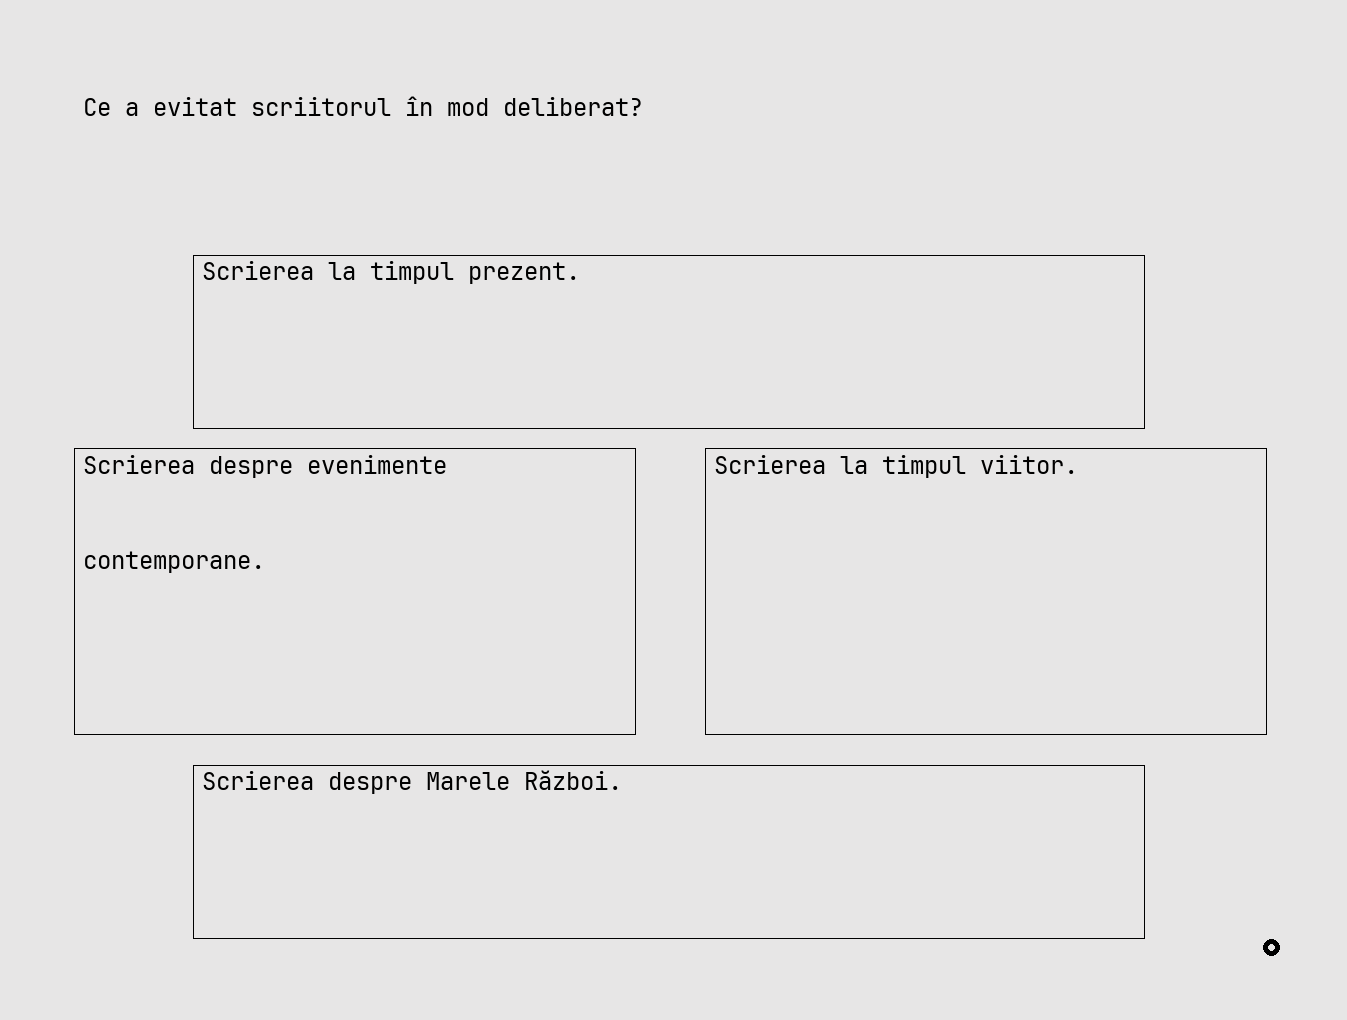 Ce a evitat scriitorul în mod deliberat?
Scrierea la timpul prezent.
Scrierea despre evenimente
contemporane.
Scrierea la timpul viitor.
Scrierea despre Marele Război.